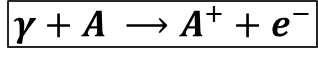 γ + A ⟶ A⁺ + e⁻